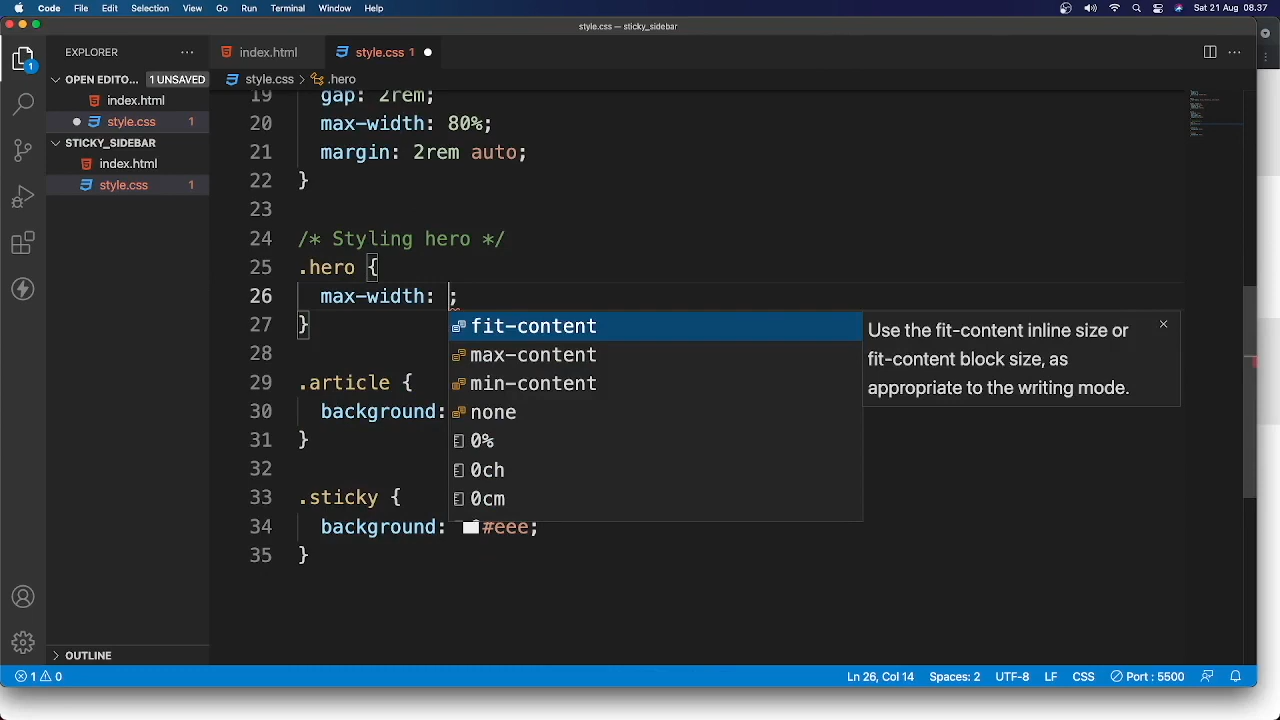 Code File Edit Selection View Go Run Terminal Window Help Sat 21 Aug 08.37
style.css — sticky_sidebar
EXPLORER
index.html
style.css 1
OPEN EDITO... 1 UNSAVED
style.css > .hero
1
index.html
style.css 1
STICKY_SIDEBAR
index.html
style.css 1
19 gap: 2rem;
20 max-width: 80%;
21 margin: 2rem auto;
22 }
23
24 /* Styling hero */
25 .hero {
26 max-width: ;
27 }
28
29 .article {
30 background:
31 }
32
33 .sticky {
34 background: #eee;
35 }
fit-content
max-content
min-content
none
0%
0ch
0cm
Use the fit-content inline size or
fit-content block size, as
appropriate to the writing mode.
OUTLINE
1 0
Ln 26, Col 14 Spaces: 2 UTF-8 LF CSS Port : 5500